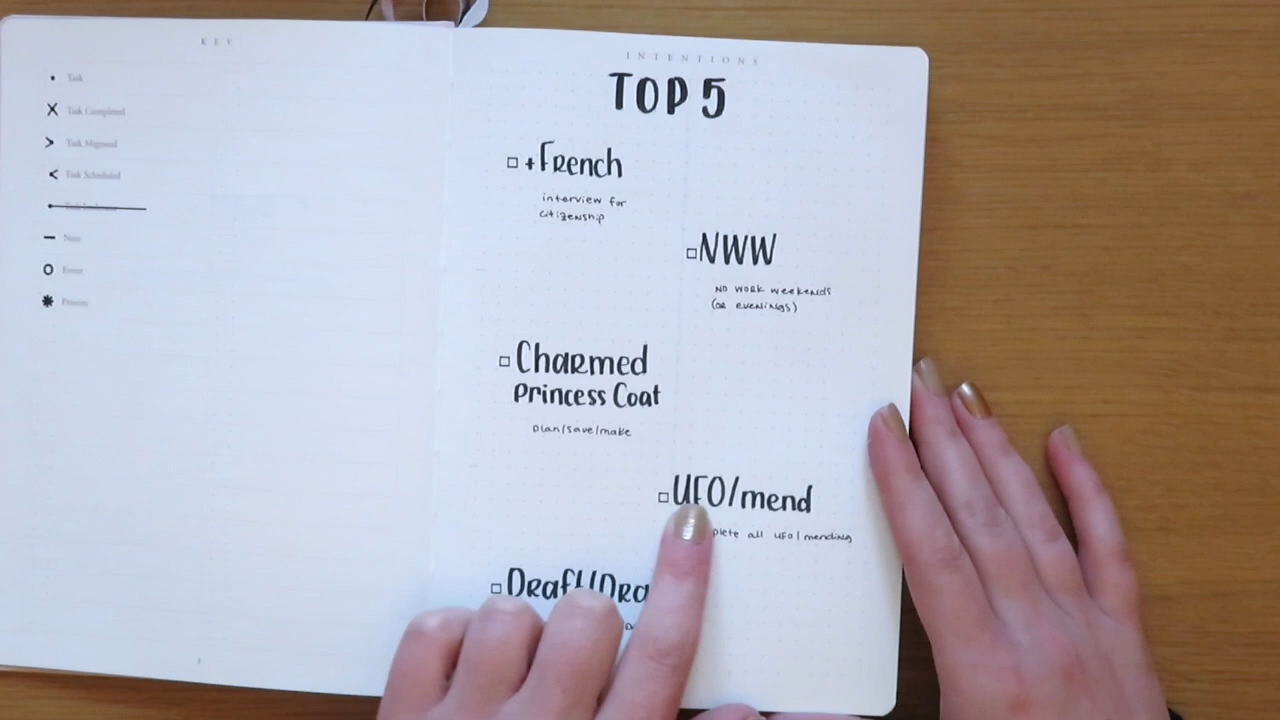 KEY
Task
Task Completed
Task Migrated
Task Scheduled
Note
Event
Priority
INTENTIONS
TOP 5
+French
interview for
citizenship
NWW
NO WORK WEEKENDS
(OR EVENINGS)
Charmed
Princess Coat
plan/save/make
UFO/mend
all UFO/mending